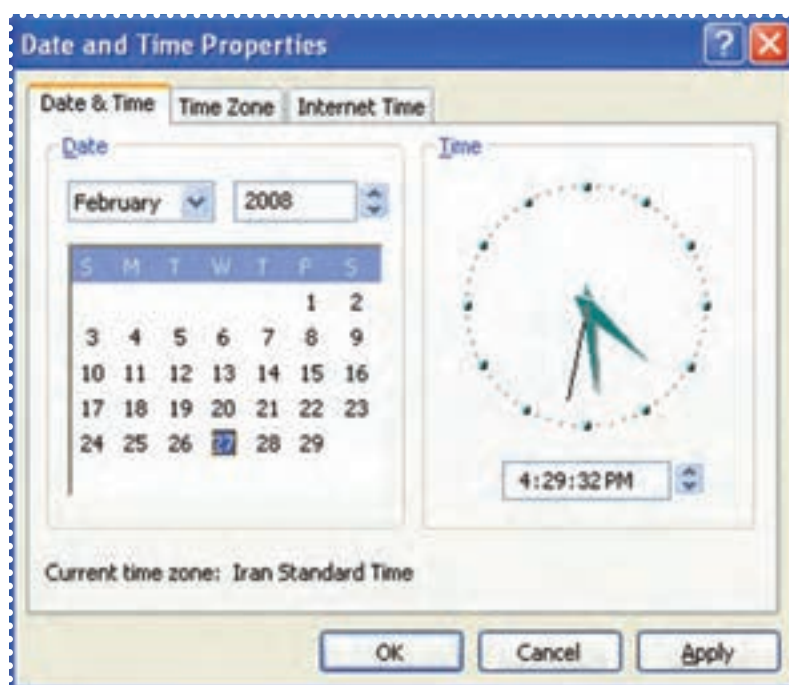 Date and Time Properties
Date & Time Time Zone Internet Time
Date
February 2008
S M T W T F S
1 2
3 4 5 6 7 8 9
10 11 12 13 14 15 16
17 18 19 20 21 22 23
24 25 26 27 28 29
Time
4:29:32 PM
Current time zone: Iran Standard Time
OK Cancel Apply